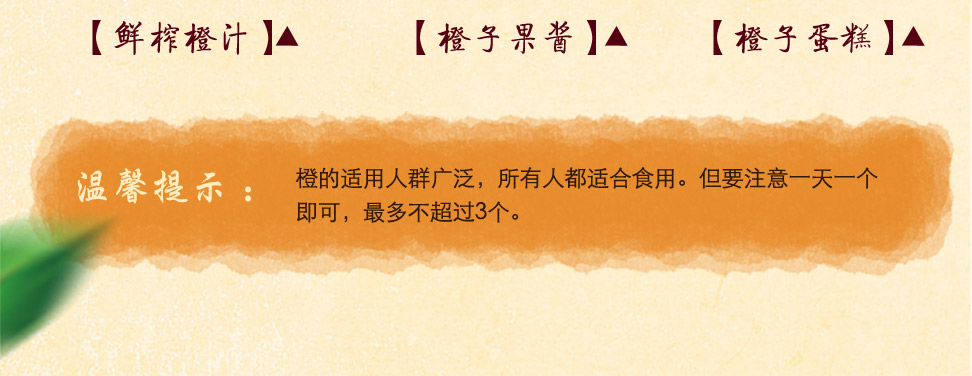 【鲜榨橙汁】▲ 【橙子果酱】▲ 【橙子蛋糕】▲
温馨提示：
橙的适用人群广泛，所有人都适合食用。但要注意一天一个
即可，最多不超过3个。